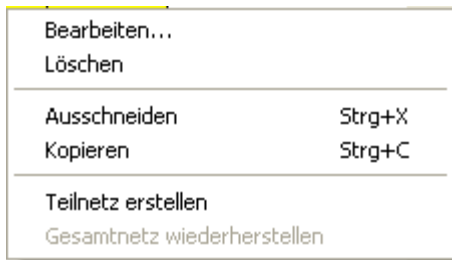 Bearbeiten...
Löschen
Ausschneiden Strg+X
Kopieren Strg+C
Teilnetz erstellen
Gesamtnetz wiederherstellen